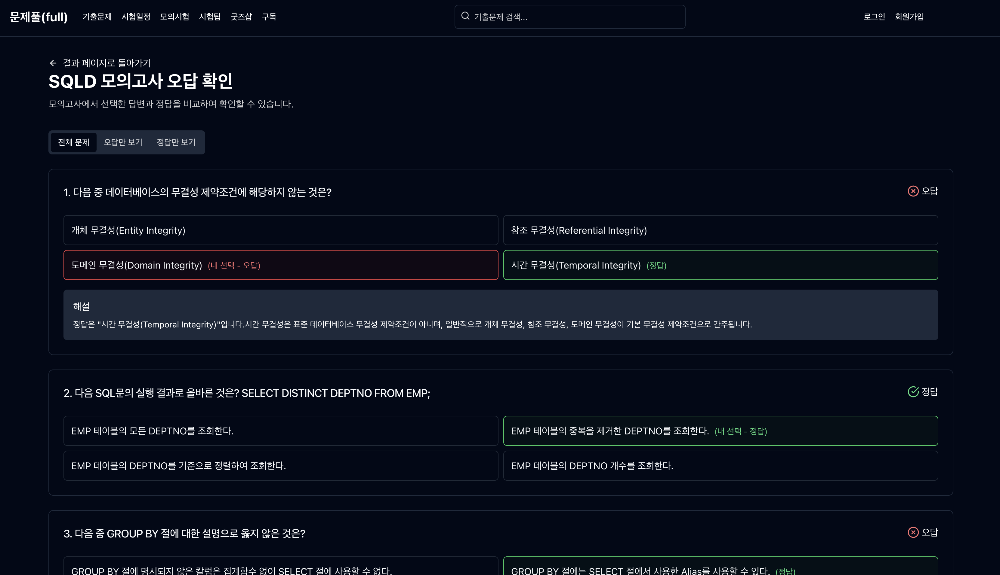 문제풀(full) 기출문제 시험일정 모의시험 시험팁 굿즈샵 구독 기출문제 검색... 로그인 회원가입
결과 페이지로 돌아가기
SQLD 모의고사 오답 확인
모의고사에서 선택한 답변과 정답을 비교하여 확인할 수 있습니다.
전체 문제 오답만 보기 정답만 보기
1. 다음 중 데이터베이스의 무결성 제약조건에 해당하지 않는 것은? 오답
개체 무결성(Entity Integrity) 참조 무결성(Referential Integrity)
도메인 무결성(Domain Integrity) (내 선택 - 오답) 시간 무결성(Temporal Integrity) (정답)
해설
정답은 "시간 무결성(Temporal Integrity)"입니다.시간 무결성은 표준 데이터베이스 무결성 제약조건이 아니며, 일반적으로 개체 무결성, 참조 무결성, 도메인 무결성이 기본 무결성 제약조건으로 간주됩니다.
2. 다음 SQL문의 실행 결과로 올바른 것은? SELECT DISTINCT DEPTNO FROM EMP; 정답
EMP 테이블의 모든 DEPTNO를 조회한다. EMP 테이블의 중복을 제거한 DEPTNO를 조회한다. (내 선택 - 정답)
EMP 테이블의 DEPTNO를 기준으로 정렬하여 조회한다. EMP 테이블의 DEPTNO 개수를 조회한다.
3. 다음 중 GROUP BY 절에 대한 설명으로 옳지 않은 것은? 오답
GROUP BY 절에 명시되지 않은 칼럼은 집계함수 없이 SELECT 절에 사용할 수 없다. GROUP BY 절에는 SELECT 절에서 사용한 Alias를 사용할 수 있다. (정답)